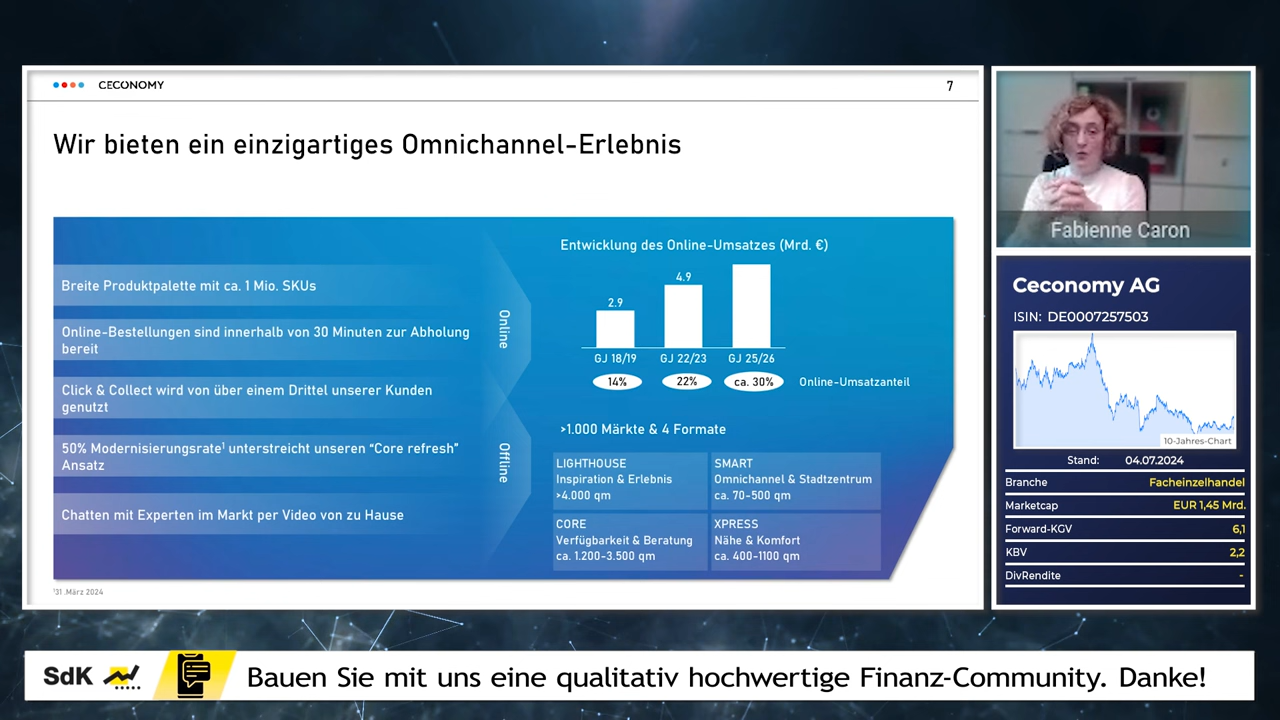 CECONOMY
7
Wir bieten ein einzigartiges Omnichannel-Erlebnis
Breite Produktpalette mit ca. 1 Mio. SKUs
Online-Bestellungen sind innerhalb von 30 Minuten zur Abholung
bereit
Click & Collect wird von über einem Drittel unserer Kunden
genutzt
50% Modernisierungsrate¹ unterstreicht unseren “Core refresh”
Ansatz
Chatten mit Experten im Markt per Video von zu Hause
Online
Offline
Entwicklung des Online-Umsatzes (Mrd. €)
2.9
4.9
GJ 18/19
GJ 22/23
GJ 25/26
14%
22%
ca. 30%
Online-Umsatzanteil
>1.000 Märkte & 4 Formate
LIGHTHOUSE
Inspiration & Erlebnis
>4.000 qm
SMART
Omnichannel & Stadtzentrum
ca. 70-500 qm
CORE
Verfügbarkeit & Beratung
ca. 1.200-3.500 qm
XPRESS
Nähe & Komfort
ca. 400-1100 qm
¹31 .März 2024
Fabienne Caron
Ceconomy AG
ISIN: DE0007257503
10-Jahres-Chart
Stand: 04.07.2024
Branche Facheinzelhandel
Marketcap EUR 1,45 Mrd.
Forward-KGV 6,1
KBV 2,2
DivRendite -
SdK
Bauen Sie mit uns eine qualitativ hochwertige Finanz-Community. Danke!